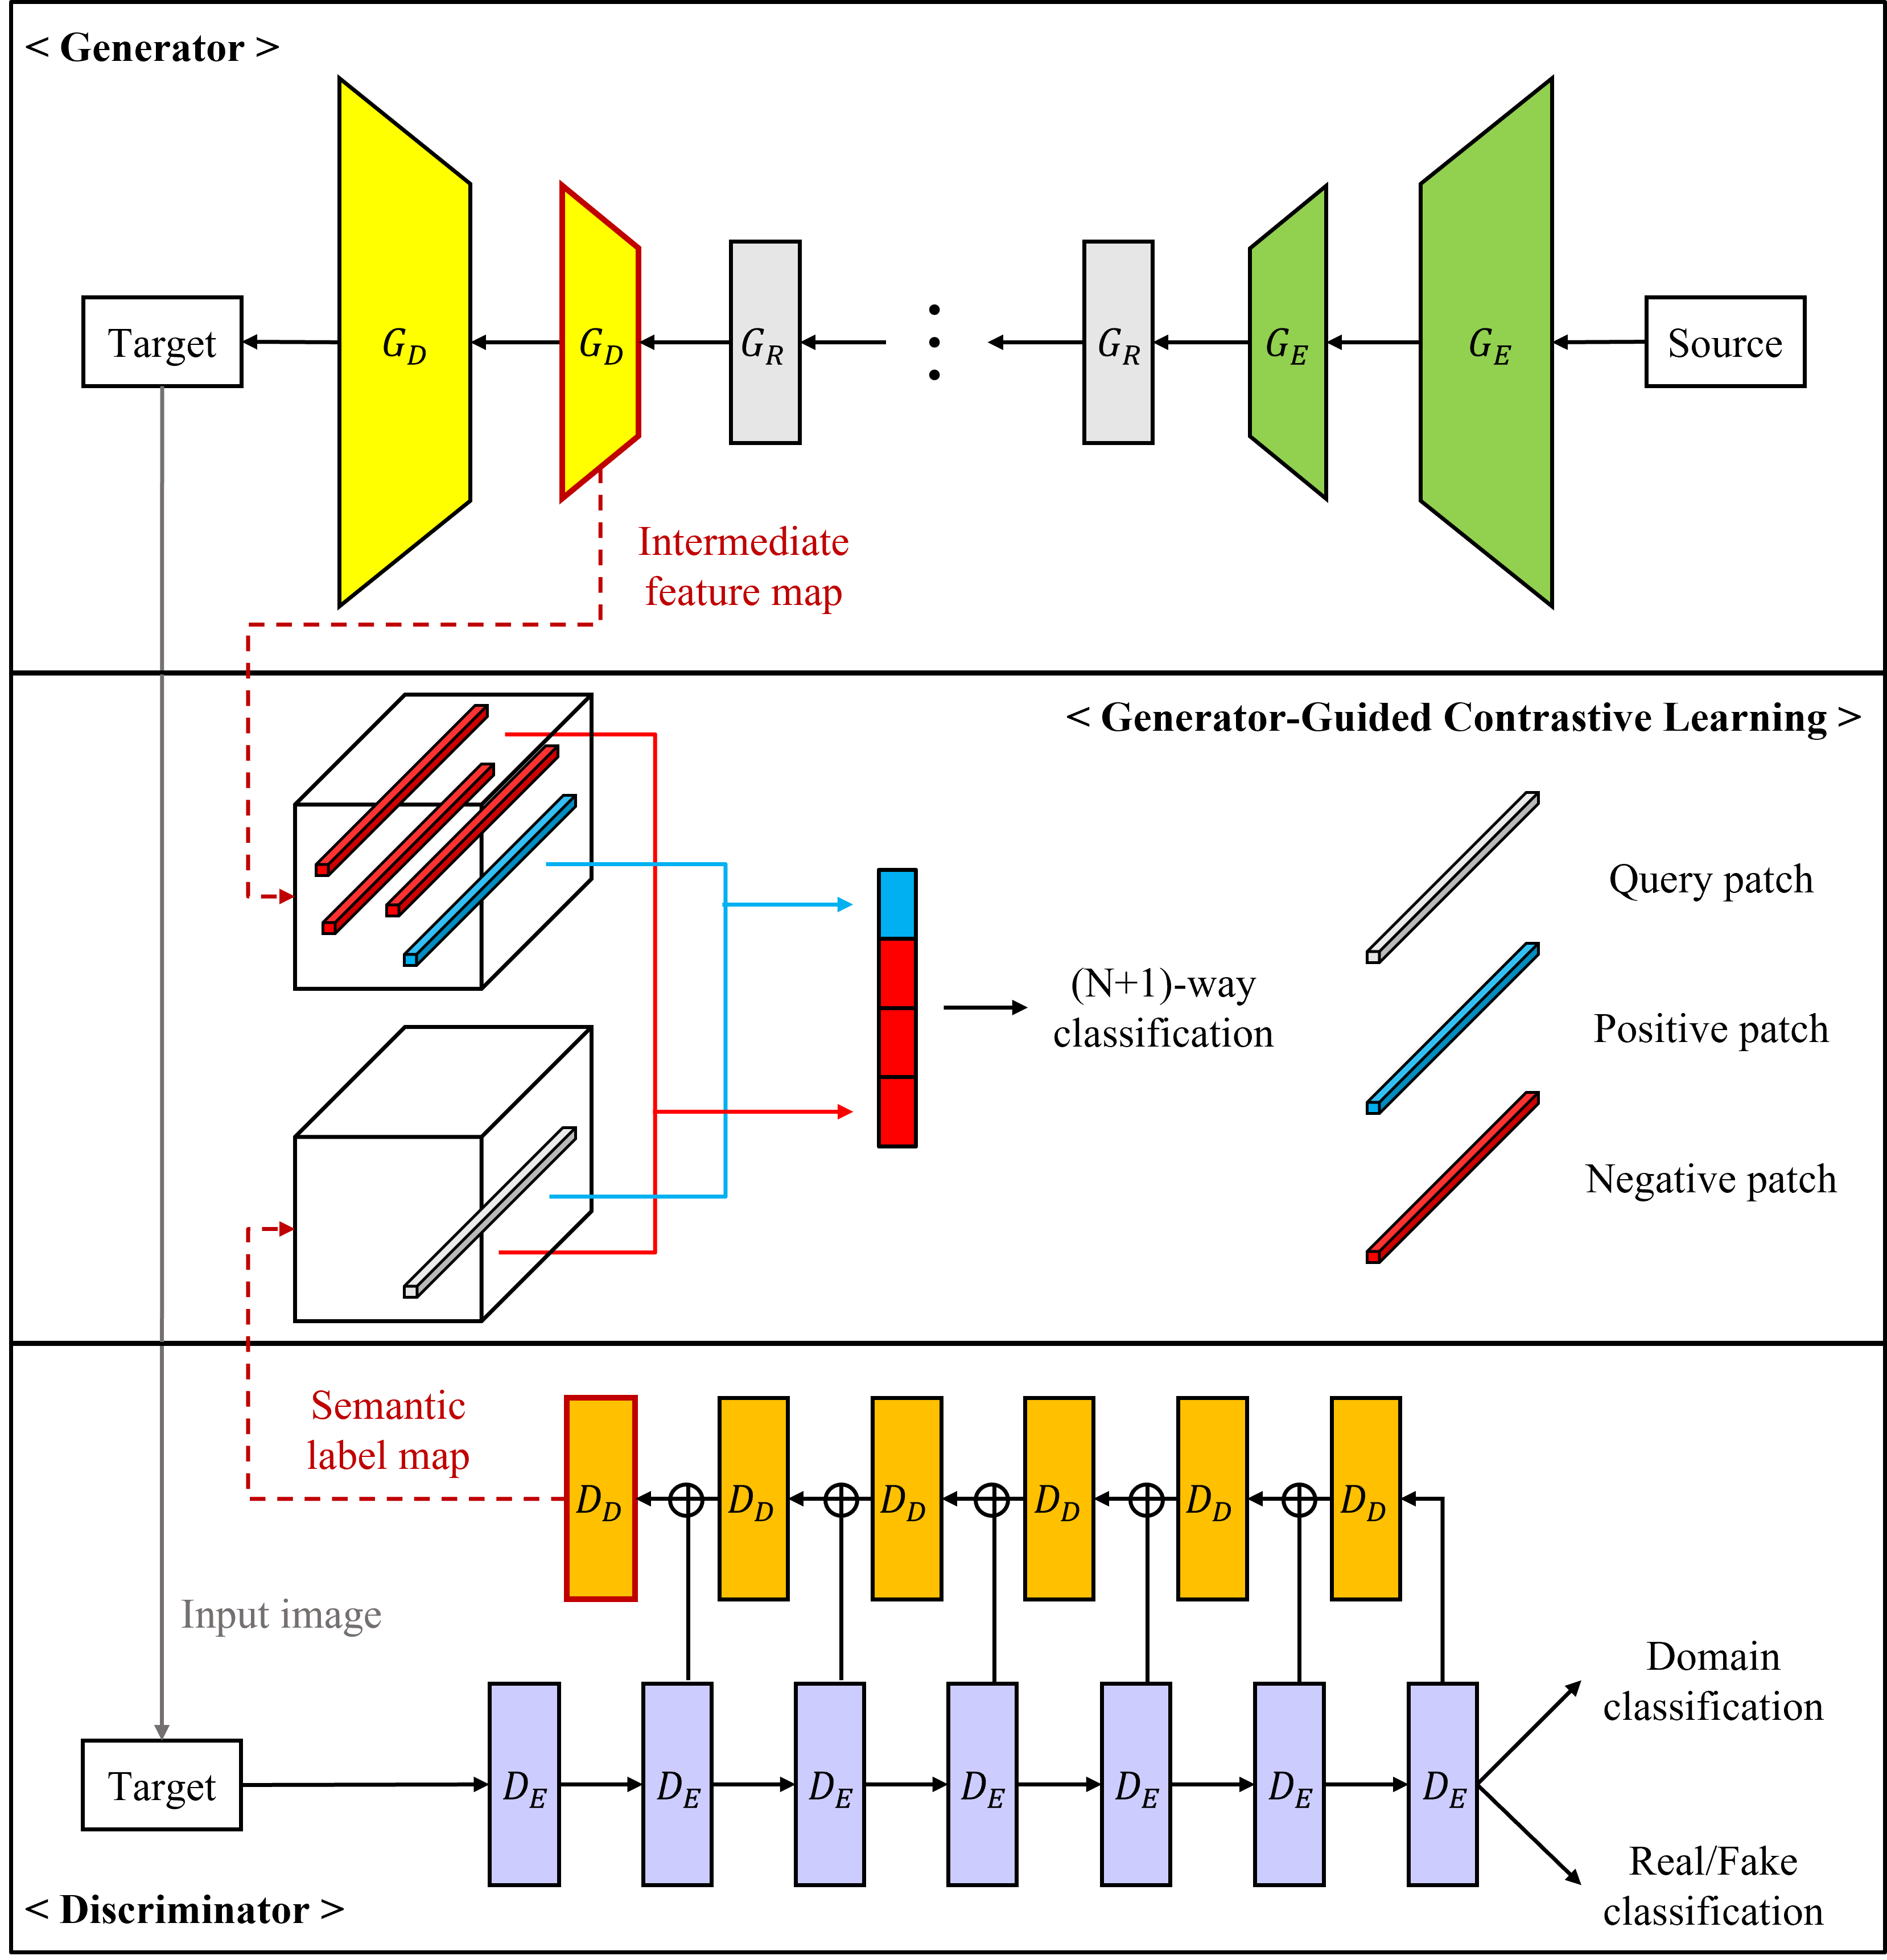 < Generator >
Target
G_D
G_D
G_R
G_R
G_E
G_E
Source
Intermediate
feature map
< Generator-Guided Contrastive Learning >
Query patch
(N+1)-way
classification
Positive patch
Negative patch
Semantic
label map
D_D
D_D
D_D
D_D
D_D
D_D
Input image
Domain
classification
Target
D_E
D_E
D_E
D_E
D_E
D_E
D_E
Real/Fake
classification
< Discriminator >